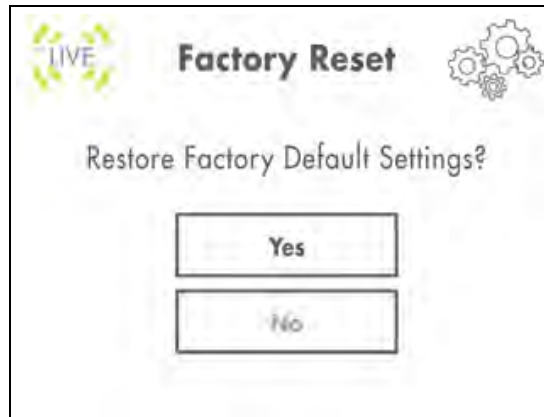 LIVE
Factory Reset
Restore Factory Default Settings?
Yes
No